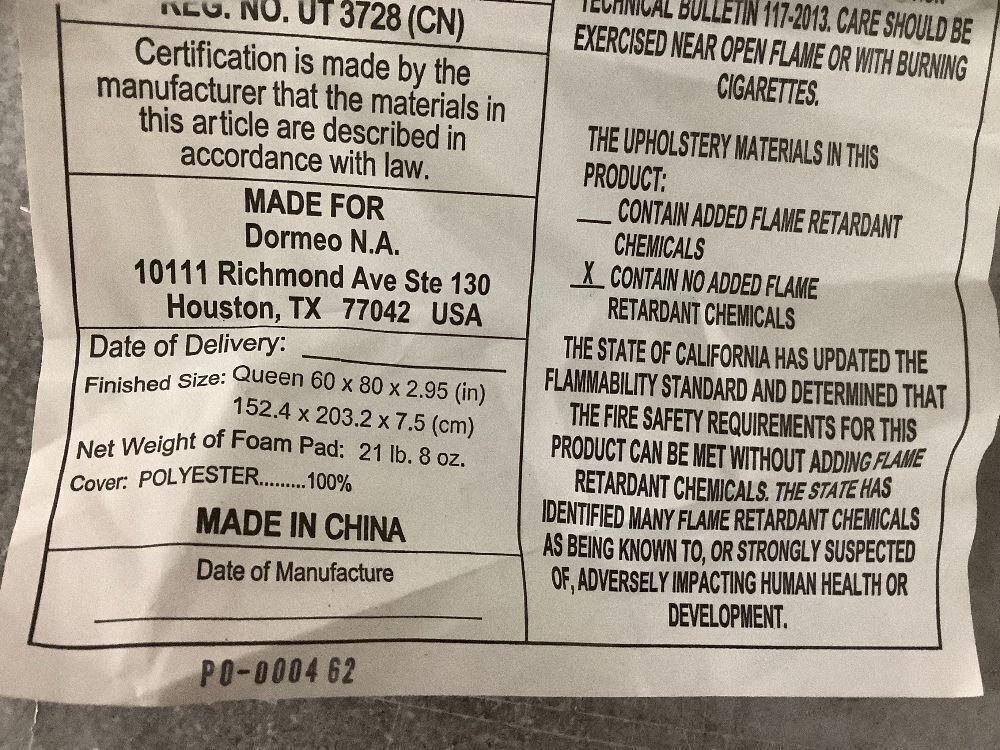 REG. NO. UT 3728 (CN)
Certification is made by the
manufacturer that the materials in
this article are described in
accordance with law.
MADE FOR
Dormeo N.A.
10111 Richmond Ave Ste 130
Houston, TX 77042 USA
Date of Delivery:
Finished Size: Queen 60 x 80 x 2.95 (in)
152.4 x 203.2 x 7.5 (cm)
Net Weight of Foam Pad: 21 lb. 8 oz.
Cover: POLYESTER.........100%
MADE IN CHINA
Date of Manufacture
PO-000462
TECHNICAL BULLETIN 117-2013. CARE SHOULD BE
EXERCISED NEAR OPEN FLAME OR WITH BURNING
CIGARETTES.
THE UPHOLSTERY MATERIALS IN THIS
PRODUCT:
___ CONTAIN ADDED FLAME RETARDANT
CHEMICALS
_X_ CONTAIN NO ADDED FLAME
RETARDANT CHEMICALS
THE STATE OF CALIFORNIA HAS UPDATED THE
FLAMMABILITY STANDARD AND DETERMINED THAT
THE FIRE SAFETY REQUIREMENTS FOR THIS
PRODUCT CAN BE MET WITHOUT ADDING FLAME
RETARDANT CHEMICALS. THE STATE HAS
IDENTIFIED MANY FLAME RETARDANT CHEMICALS
AS BEING KNOWN TO, OR STRONGLY SUSPECTED
OF, ADVERSELY IMPACTING HUMAN HEALTH OR
DEVELOPMENT.